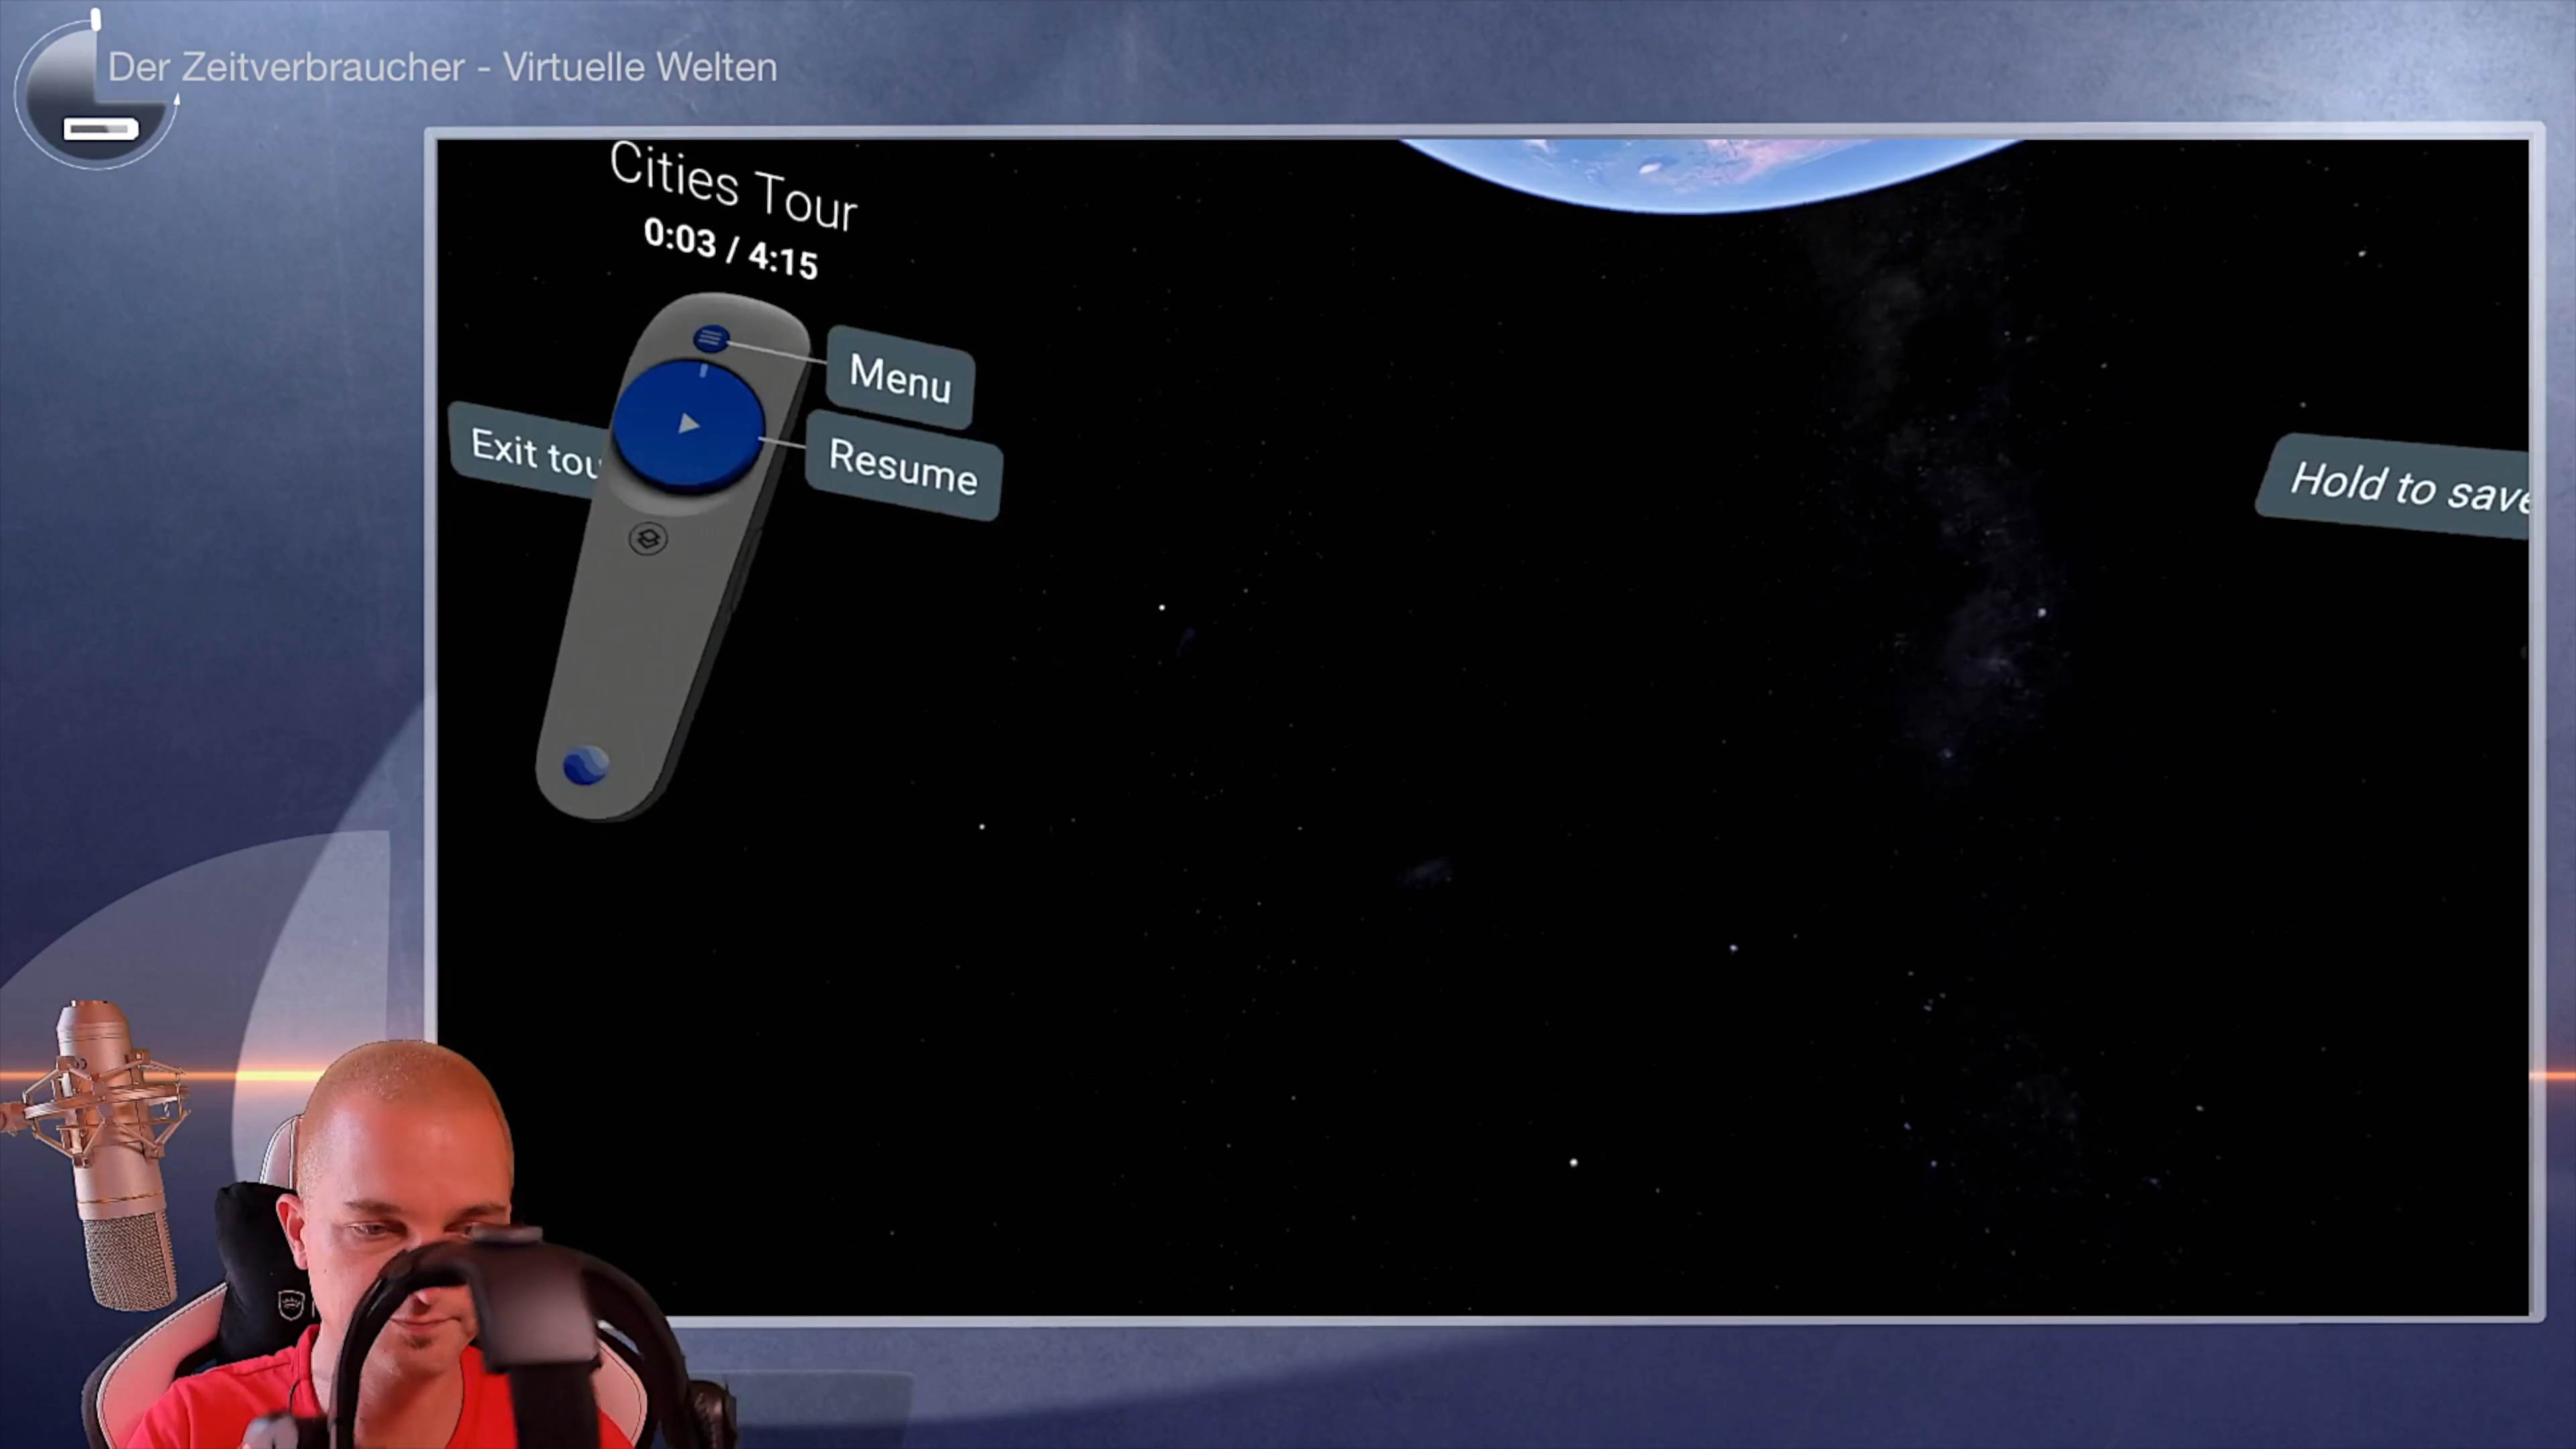 Der Zeitverbraucher - Virtuelle Welten
Cities Tour
0:03 / 4:15
Menu
Exit tou
Resume
Hold to save